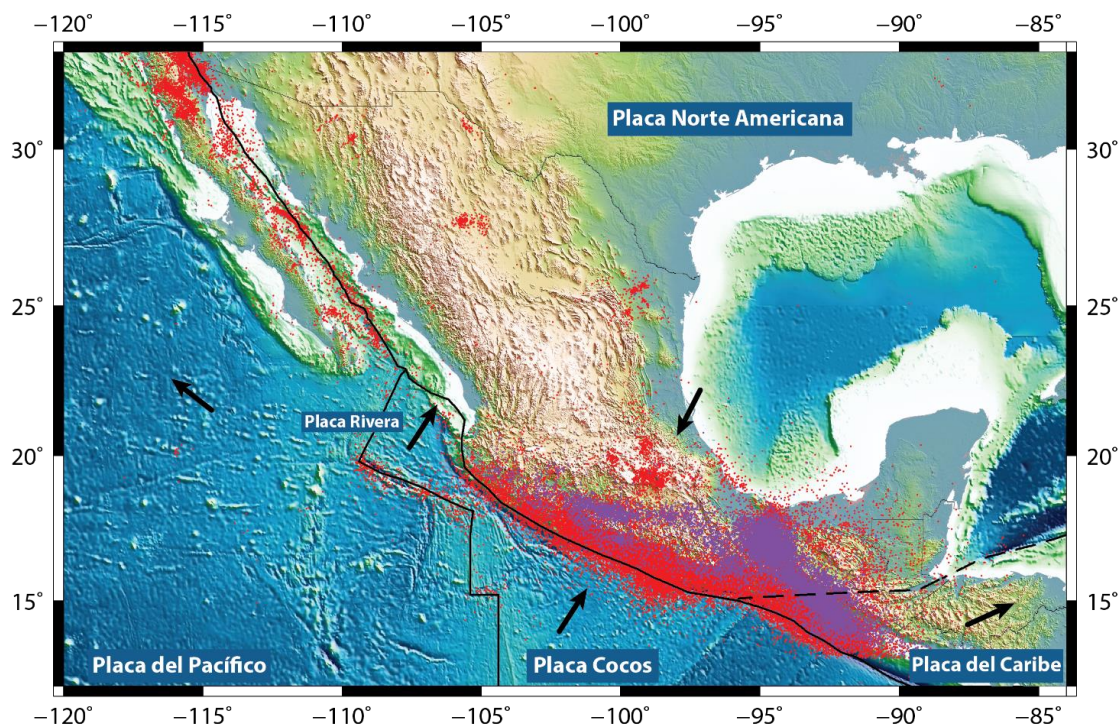 −120° −115° −110° −105° −100° −95° −90° −85°
Placa Norte Americana
30° 30°
25° 25°
Placa Rivera
20° 20°
15° 15°
Placa del Pacífico Placa Cocos Placa del Caribe
−120° −115° −110° −105° −100° −95° −90° −85°